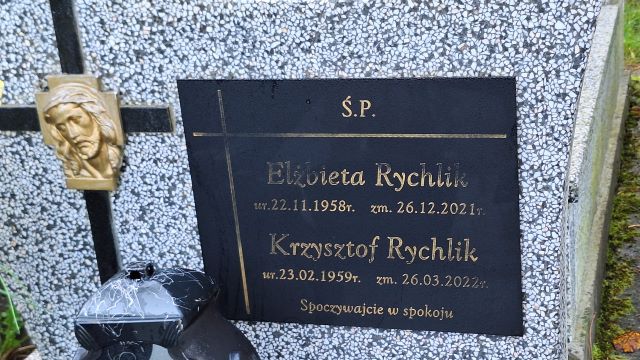 Ś.P.
Elżbieta Rychlik
ur.22.11.1958r. zm. 26.12.2021r.
Krzysztof Rychlik
ur.23.02.1959r. zm. 26.03.2022r.
Spoczywajcie w spokoju